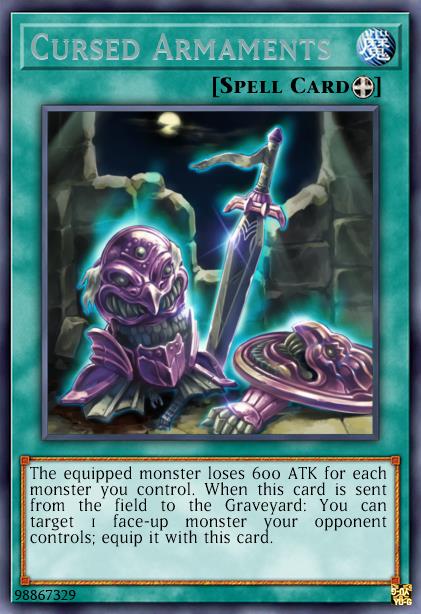 CURSED ARMAMENTS
魔
[SPELL CARD]
The equipped monster loses 600 ATK for each
monster you control. When this card is sent
from the field to the Graveyard: You can
target 1 face-up monster your opponent
controls; equip it with this card.
98867329